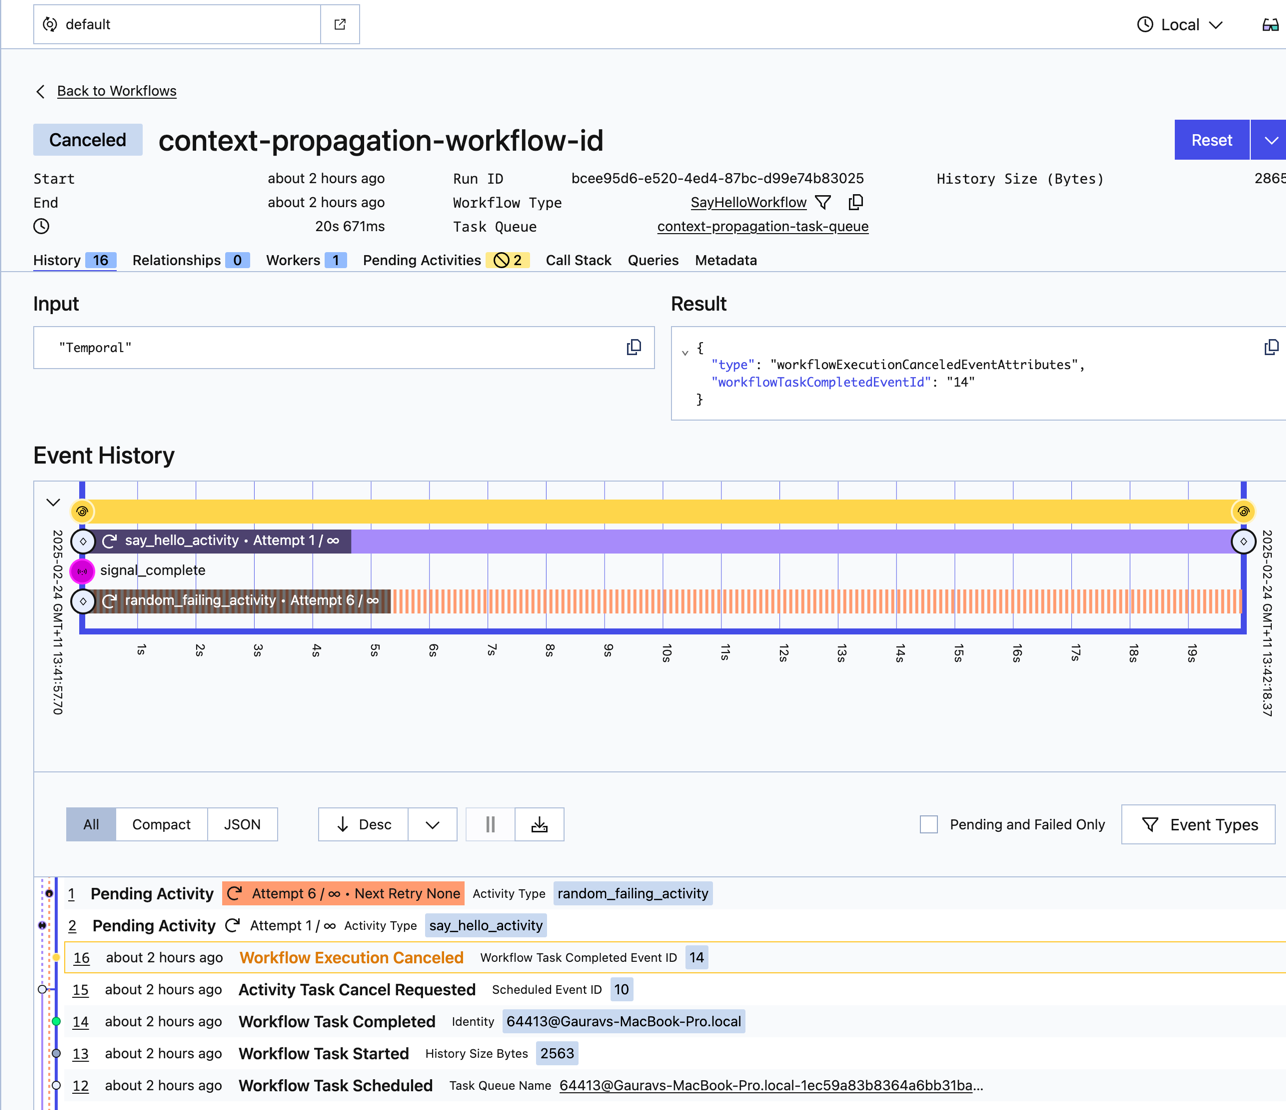 default
Local
Back to Workflows
Canceled context-propagation-workflow-id
Reset
Start about 2 hours ago Run ID bcee95d6-e520-4ed4-87bc-d99e74b83025 History Size (Bytes) 2865
End about 2 hours ago Workflow Type SayHelloWorkflow
20s 671ms Task Queue context-propagation-task-queue
History 16 Relationships 0 Workers 1 Pending Activities 2 Call Stack Queries Metadata
Input
"Temporal"
Result
{
"type": "workflowExecutionCanceledEventAttributes",
"workflowTaskCompletedEventId": "14"
}
Event History
2025-02-24 GMT+11 13:41:57.70
say_hello_activity • Attempt 1 / ∞
signal_complete
random_failing_activity • Attempt 6 / ∞
1s 2s 3s 4s 5s 6s 7s 8s 9s 10s 11s 12s 13s 14s 15s 16s 17s 18s 19s
2025-02-24 GMT+11 13:42:18.37
All Compact JSON Desc Pending and Failed Only Event Types
1 Pending Activity Attempt 6 / ∞ • Next Retry None Activity Type random_failing_activity
2 Pending Activity Attempt 1 / ∞ Activity Type say_hello_activity
16 about 2 hours ago Workflow Execution Canceled Workflow Task Completed Event ID 14
15 about 2 hours ago Activity Task Cancel Requested Scheduled Event ID 10
14 about 2 hours ago Workflow Task Completed Identity 64413@Gauravs-MacBook-Pro.local
13 about 2 hours ago Workflow Task Started History Size Bytes 2563
12 about 2 hours ago Workflow Task Scheduled Task Queue Name 64413@Gauravs-MacBook-Pro.local-1ec59a83b8364a6bb31ba...